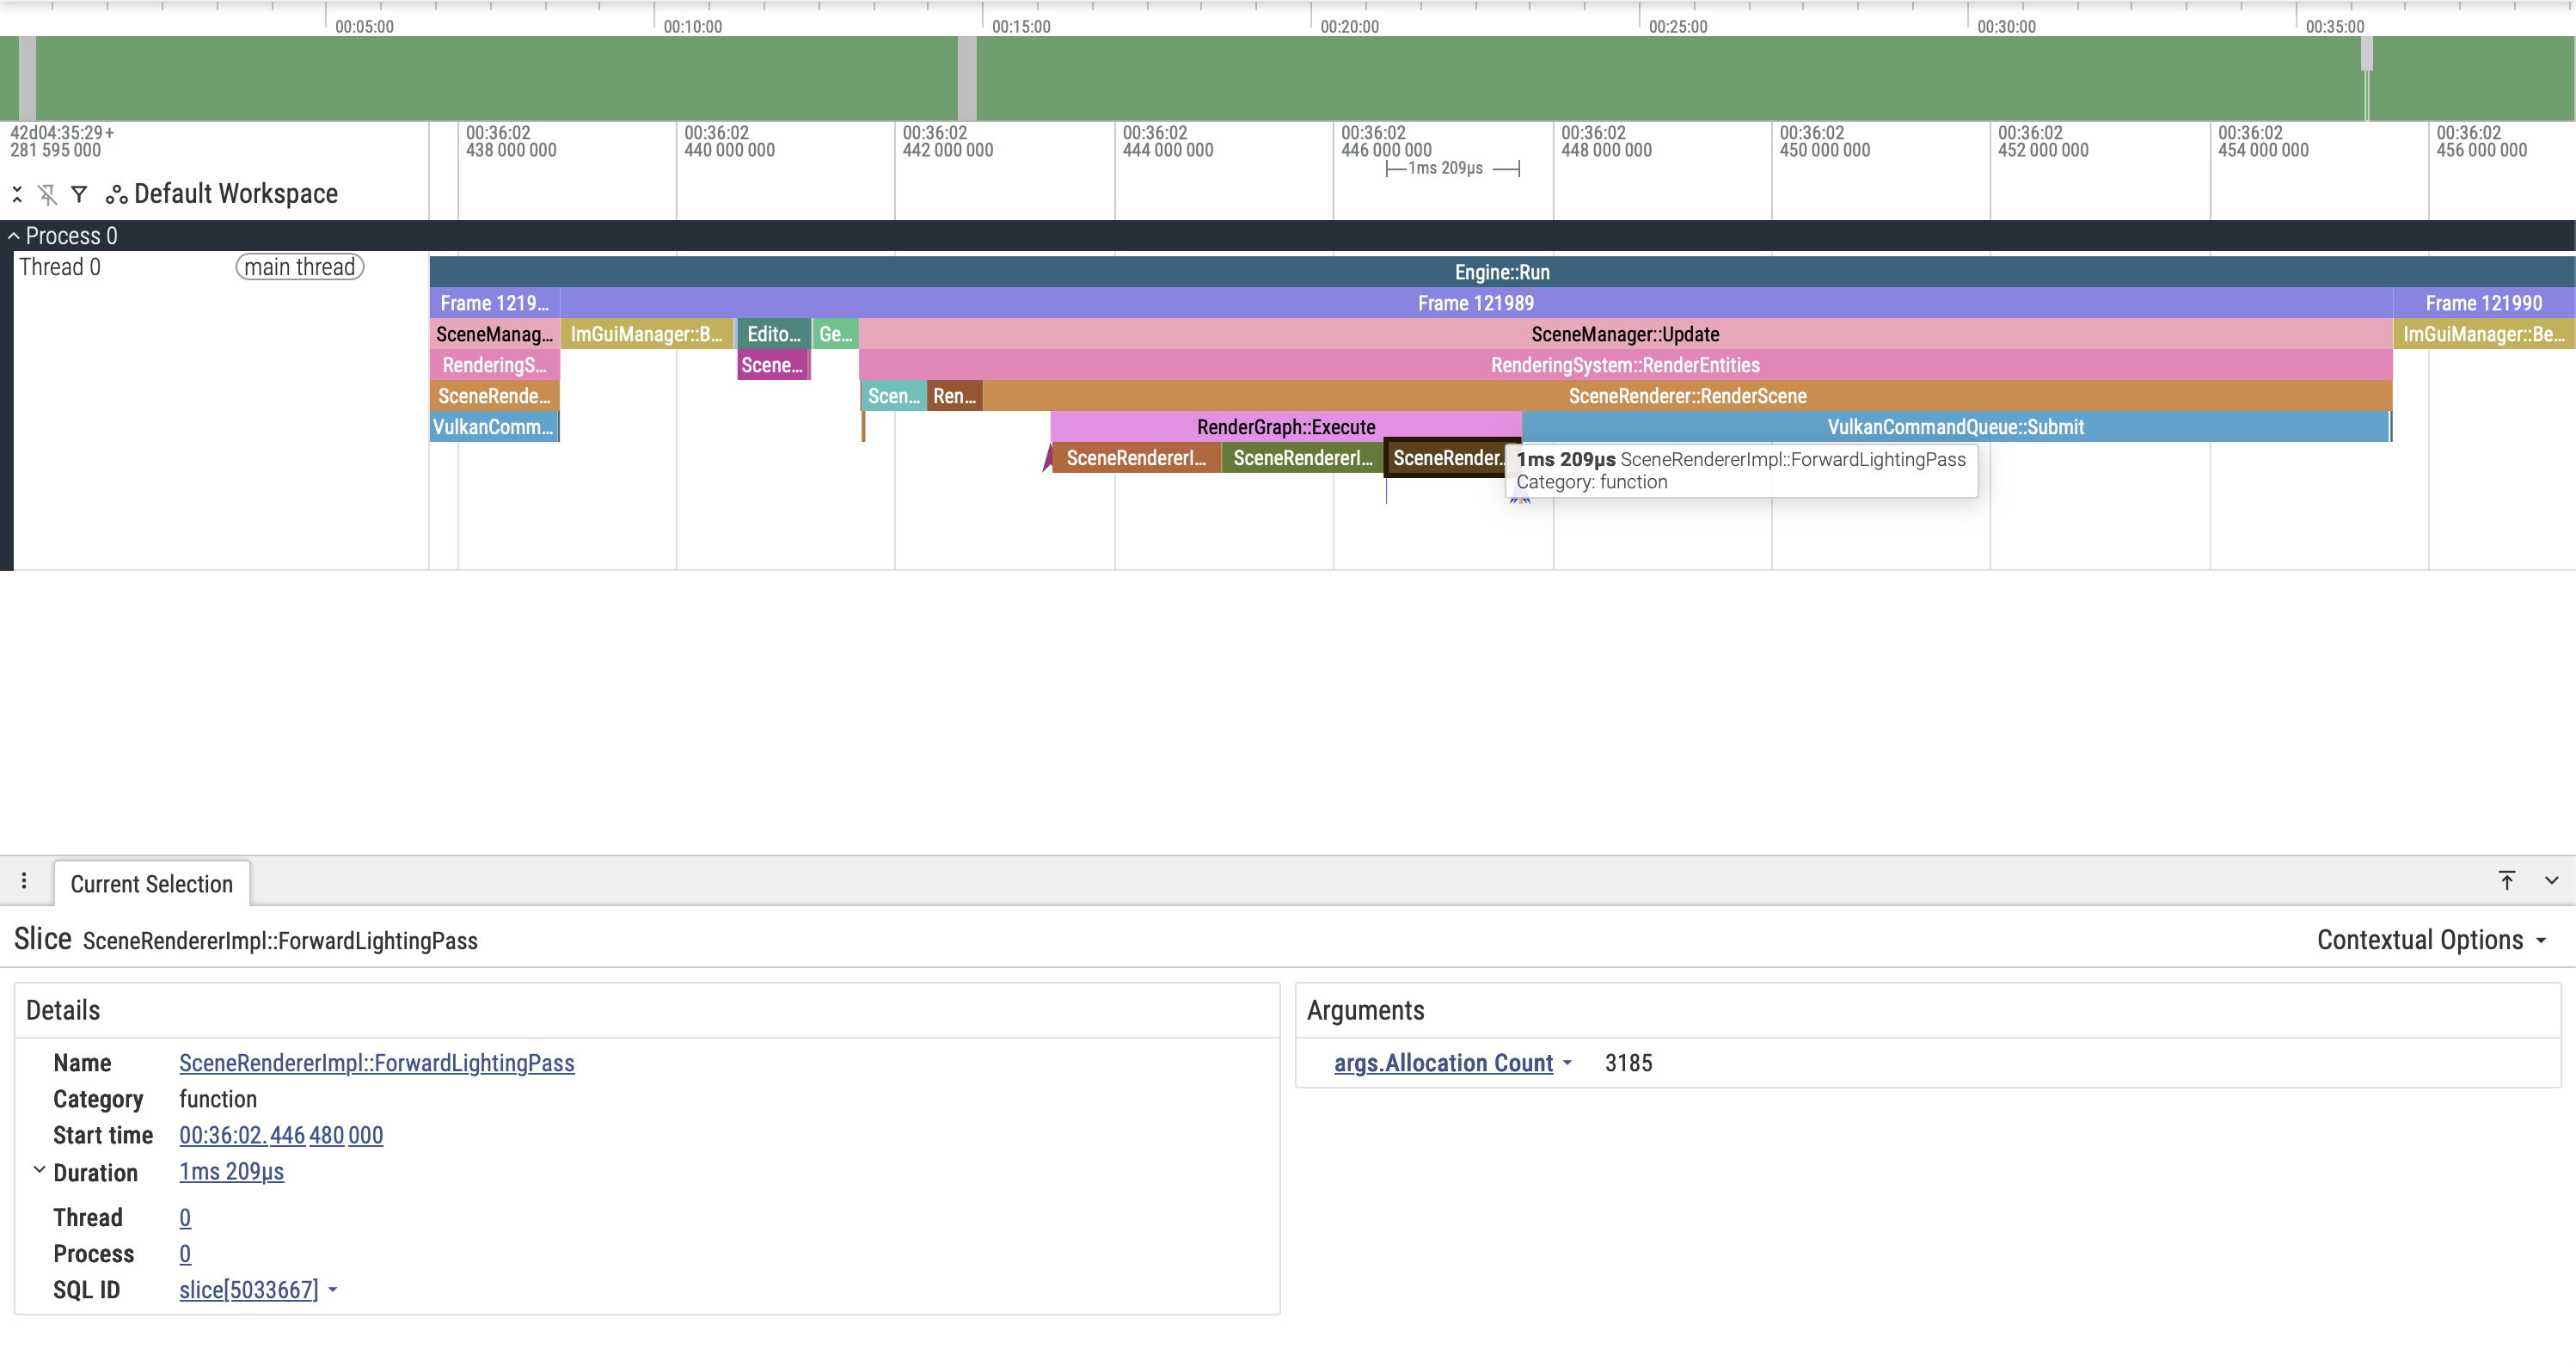 00:05:00 00:10:00 00:15:00 00:20:00 00:25:00 00:30:00 00:35:00
42d04:35:29+ 00:36:02 00:36:02 00:36:02 00:36:02 00:36:02 00:36:02 00:36:02 00:36:02 00:36:02 00:36:02
281 595 000 438 000 000 440 000 000 442 000 000 444 000 000 446 000 000 448 000 000 450 000 000 452 000 000 454 000 000 456 000 000
1ms 209µs
Default Workspace
Process 0
Thread 0 main thread Engine::Run
Frame 1219... Frame 121989 Frame 121990
SceneManag... ImGuiManager::B... Edito... Ge... SceneManager::Update ImGuiManager::Be...
RenderingS... Scene... RenderingSystem::RenderEntities
SceneRende... Scen... Ren... SceneRenderer::RenderScene
VulkanComm... RenderGraph::Execute VulkanCommandQueue::Submit
SceneRendererI... SceneRendererI... SceneRender... 1ms 209µs SceneRendererImpl::ForwardLightingPass
Category: function
Current Selection
Slice SceneRendererImpl::ForwardLightingPass Contextual Options
Details Arguments
Name SceneRendererImpl::ForwardLightingPass args.Allocation Count 3185
Category function
Start time 00:36:02.446 480 000
Duration 1ms 209µs
Thread 0
Process 0
SQL ID slice[5033667]